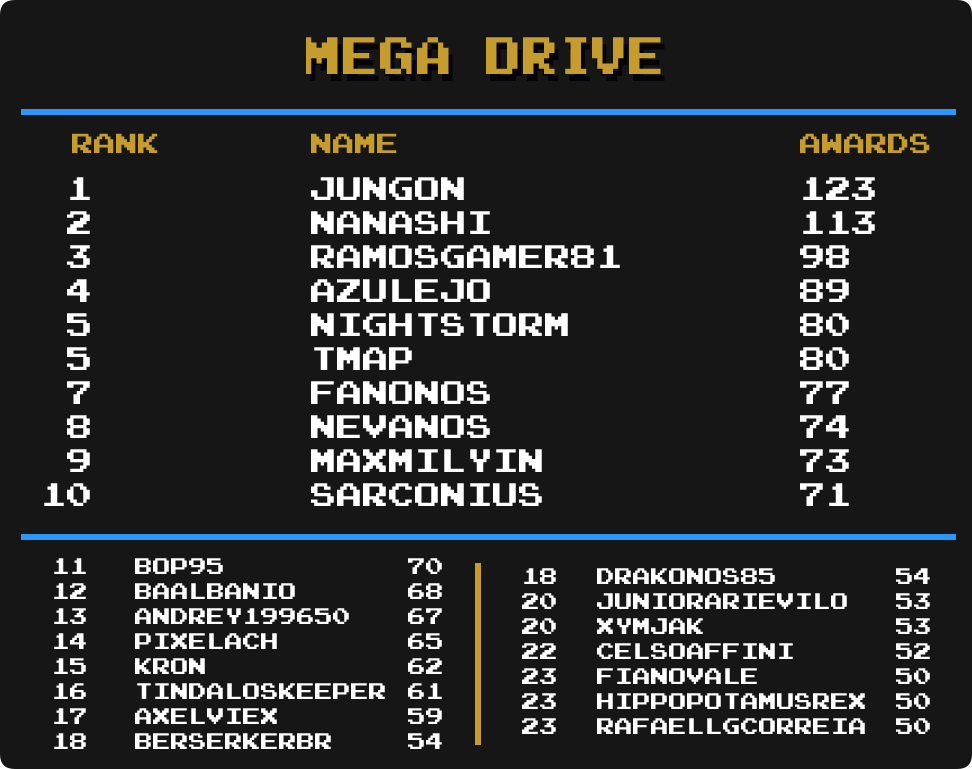 MEGA DRIVE
RANK NAME AWARDS
1 JUNGON 123
2 NANASHI 113
3 RAMOSGAMER81 98
4 AZULEJO 89
5 NIGHTSTORM 80
5 TMAP 80
7 FANONOS 77
8 NEVANOS 74
9 MAXMILYIN 73
10 SARCONIUS 71
11 BOP95 70
12 BAALBANIO 68
13 ANDREY199650 67
14 PIXELACH 65
15 KRON 62
16 TINDALOSKEEPER 61
17 AXELVIEX 59
18 BERSERKERBR 54
18 DRAKONOS85 54
20 JUNIORARIEVILO 53
20 XYMJAK 53
22 CELSOAFFINI 52
23 FIANOVALE 50
23 HIPPOPOTAMUSREX 50
23 RAFAELLGCORREIA 50